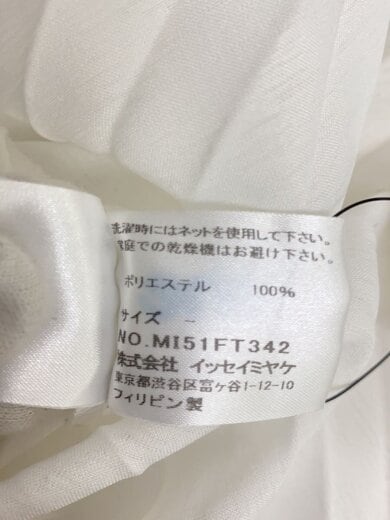 洗濯時にはネットを使用して下さい。
家庭での乾燥機はお避け下さい。
ポリエステル 100%
サイズ -
NO.MI51FT342
株式会社 イッセイミヤケ
東京都渋谷区富ヶ谷1-12-10
フィリピン製